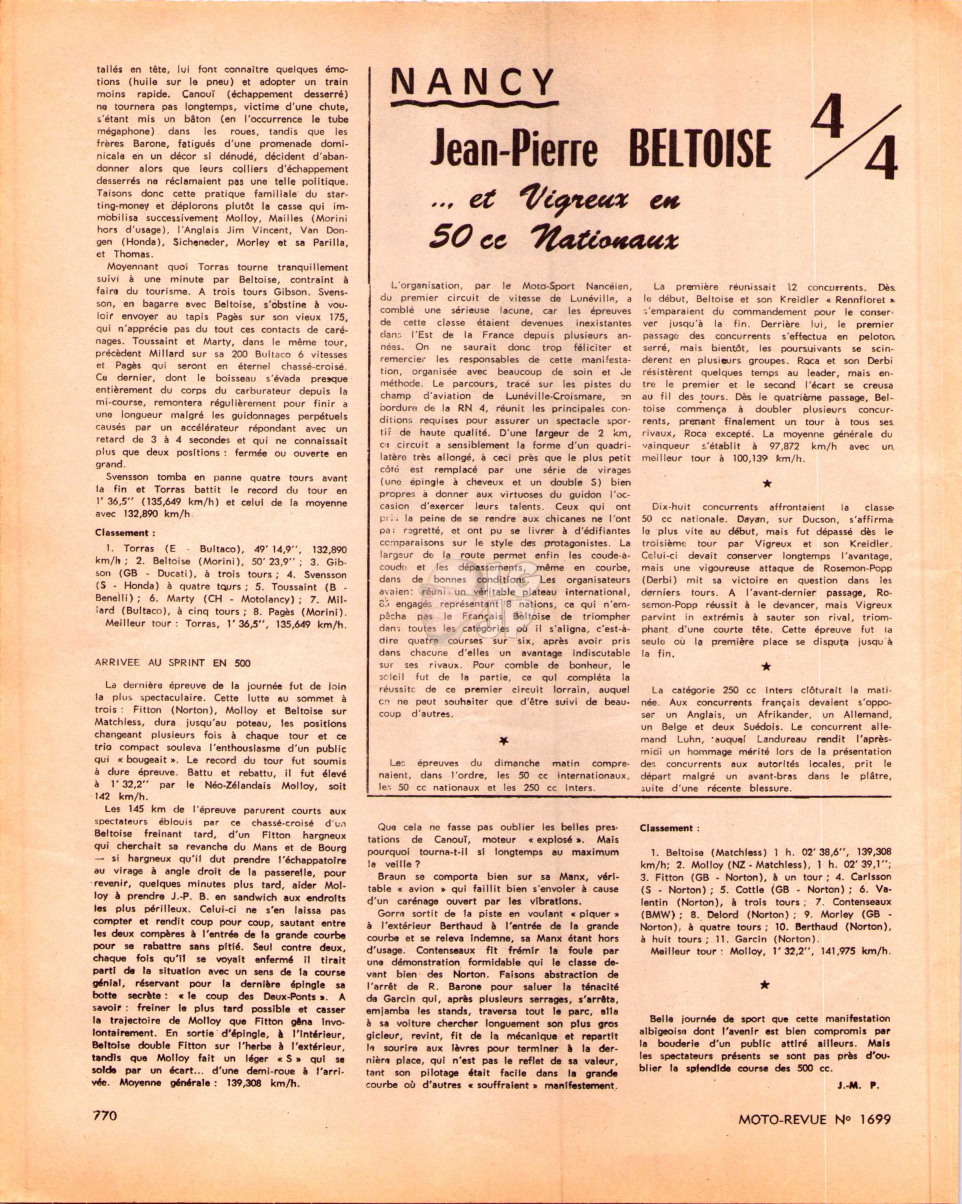 tallés en tête, lui font connaître quelques émo-
tions (huile sur le pneu) et adopter un train
moins rapide. Canouï (échappement desserré)
ne tournera pas longtemps, victime d'une chute,
s'étant mis un bâton (en l'occurrence le tube
mégaphone) dans les roues, tandis que les
frères Barone, fatigués d'une promenade domi-
nicale en un décor si dénudé, décident d'aban-
donner alors que leurs colliers d'échappement
desserrés ne réclamaient pas une telle politique.
Taisons donc cette pratique familiale du star-
ting-money et déplorons plutôt la casse qui im-
mobilisa successivement Molloy, Mailles (Morini
hors d'usage), l'Anglais Jim Vincent, Van Don-
gen (Honda), Sicheneder, Morley et sa Parilla,
et Thomas.
Moyennant quoi Torras tourne tranquillement
suivi à une minute par Beltoise, contraint à
faire du tourisme. A trois tours Gibson. Svens-
son, en bagarre avec Beltoise, s'obstine à vou-
loir envoyer au tapis Pagès sur son vieux 175,
qui n'apprécie pas du tout ces contacts de caré-
nages. Toussaint et Marty, dans le même tour,
précèdent Millard sur sa 200 Bultaco 6 vitesses
et Pagès qui seront en éternel chassé-croisé.
Ce dernier, dont le boisseau s'évada presque
entièrement du corps du carburateur depuis la
mi-course, remontera régulièrement pour finir a
une longueur malgré les guidonnages perpétuels
causés par un accélérateur répondant avec un
retard de 3 à 4 secondes et qui ne connaissait
plus que deux positions : fermée ou ouverte en
grand.
Svensson tomba en panne quatre tours avant
la fin et Torras battit le record du tour en
1' 36,5'' (135,649 km/h) et celui de la moyenne
avec 132,890 km/h.
Classement :
1. Torras (E - Bultaco), 49' 14,9'', 132,890
km/h ; 2. Beltoise (Morini), 50' 23,9'' ; 3. Gib-
son (GB - Ducati), à trois tours ; 4. Svensson
(S - Honda) à quatre tours ; 5. Toussaint (B -
Benelli) ; 6. Marty (CH - Motolancy) ; 7. Mil-
lard (Bultaco), à cinq tours ; 8. Pagès (Morini).
Meilleur tour : Torras, 1' 36,5'', 135,649 km/h.
ARRIVEE AU SPRINT EN 500
La dernière épreuve de la journée fut de loin
la plus spectaculaire. Cette lutte au sommet à
trois : Fitton (Norton), Molloy et Beltoise sur
Matchless, dura jusqu'au poteau, les positions
changeant plusieurs fois à chaque tour et ce
trio compact souleva l'enthousiasme d'un public
qui « bougeait ». Le record du tour fut soumis
à dure épreuve. Battu et rebattu, il fut élevé
à 1' 32,2'' par le Néo-Zélandais Molloy, soit
142 km/h.
Les 145 km de l'épreuve parurent courts aux
spectateurs éblouis par ce chassé-croisé d'un
Beltoise freinant tard, d'un Fitton hargneux
qui cherchait sa revanche du Mans et de Bourg
— si hargneux qu'il dut prendre l'échappatoire
au virage à angle droit de la passerelle, pour
revenir, quelques minutes plus tard, aider Mol-
loy à prendre J.-P. B. en sandwich aux endroits
les plus périlleux. Celui-ci ne s'en laissa pas
compter et rendit coup pour coup, sautant entre
les deux compères à l'entrée de la grande courbe
pour se rabattre sans pitié. Seul contre deux,
chaque fois qu'il se voyait enfermé il tirait
parti de la situation avec un sens de la course
génial, réservant pour la dernière épingle sa
botte secrète : « le coup des Deux-Ponts ». A
savoir : freiner le plus tard possible et casser
la trajectoire de Molloy que Fitton gêna invo-
lontairement. En sortie d'épingle, à l'intérieur,
Beltoise double Fitton sur l'herbe à l'extérieur,
tandis que Molloy fait un léger « S » qui se
solde par un écart... d'une demi-roue à l'arri-
vée. Moyenne générale : 139,308 km/h.
NANCY
Jean-Pierre BELTOISE 4/4
... et Vigreux en
50 cc Nationaux
L'organisation, par le Moto-Sport Nancéien,
du premier circuit de vitesse de Lunéville, a
comblé une sérieuse lacune, car les épreuves
de cette classe étaient devenues inexistantes
dans l'Est de la France depuis plusieurs an-
nées. On ne saurait donc trop féliciter et
remercier les responsables de cette manifesta-
tion, organisée avec beaucoup de soin et de
méthode. Le parcours, tracé sur les pistes du
champ d'aviation de Lunéville-Croismare, en
bordure de la RN 4, réunit les principales con-
ditions requises pour assurer un spectacle spor-
tif de haute qualité. D'une largeur de 2 km,
ce circuit a sensiblement la forme d'un quadri-
latère très allongé, à ceci près que le plus petit
côté est remplacé par une série de virages
(une épingle à cheveux et un double S) bien
propres à donner aux virtuoses du guidon l'oc-
casion d'exercer leurs talents. Ceux qui ont
pris la peine de se rendre aux chicanes ne l'ont
pas regretté, et ont pu se livrer à d'édifiantes
comparaisons sur le style des protagonistes. La
largeur de la route permet enfin les coude-à-
coude et les dépassements, même en courbe,
dans de bonnes conditions. Les organisateurs
avaient réuni un véritable plateau international,
85 engagés représentant 8 nations, ce qui n'em-
pêcha pas le Français Beltoise de triompher
dans toutes les catégories où il s'aligna, c'est-à-
dire quatre courses sur six, après avoir pris
dans chacune d'elles un avantage indiscutable
sur ses rivaux. Pour comble de bonheur, le
soleil fut de la partie, ce qui compléta la
réussite de ce premier circuit lorrain, auquel
on ne peut souhaiter que d'être suivi de beau-
coup d'autres.
Les épreuves du dimanche matin compre-
naient, dans l'ordre, les 50 cc internationaux,
les 50 cc nationaux et les 250 cc Inters.
La première réunissait 12 concurrents. Dès
le début, Beltoise et son Kreidler « Rennfloret »
s'emparaient du commandement pour le conser-
ver jusqu'à la fin. Derrière lui, le premier
passage des concurrents s'effectua en peloton
serré, mais bientôt, les poursuivants se scin-
dèrent en plusieurs groupes. Roca et son Derbi
résistèrent quelques temps au leader, mais en-
tre le premier et le second l'écart se creusa
au fil des tours. Dès le quatrième passage, Bel-
toise commença à doubler plusieurs concur-
rents, prenant finalement un tour à tous ses
rivaux, Roca excepté. La moyenne générale du
vainqueur s'établit à 97,872 km/h avec un
meilleur tour à 100,139 km/h.
Dix-huit concurrents affrontaient la classe
50 cc nationale. Dayan, sur Ducson, s'affirma
le plus vite au début, mais fut dépassé dès le
troisième tour par Vigreux et son Kreidler.
Celui-ci devait conserver longtemps l'avantage,
mais une vigoureuse attaque de Rosemon-Popp
(Derbi) mit sa victoire en question dans les
derniers tours. A l'avant-dernier passage, Ro-
semon-Popp réussit à le devancer, mais Vigreux
parvint in extrémis à sauter son rival, triom-
phant d'une courte tête. Cette épreuve fut la
seule où la première place se disputa jusqu'à
la fin.
La catégorie 250 cc Inters clôturait la mati-
née. Aux concurrents français devaient s'oppo-
ser un Anglais, un Afrikander, un Allemand,
un Belge et deux Suédois. Le concurrent alle-
mand Luhn, auquel Landureau rendit l'après-
midi un hommage mérité lors de la présentation
des concurrents aux autorités locales, prit le
départ malgré un avant-bras dans le plâtre,
suite d'une récente blessure.
Que cela ne fasse pas oublier les belles pres-
tations de Canouï, moteur « explosé ». Mais
pourquoi tourna-t-il si longtemps au maximum
la veille ?
Braun se comporta bien sur sa Manx, véri-
table « avion » qui faillit bien s'envoler à cause
d'un carénage ouvert par les vibrations.
Gorra sortit de la piste en voulant « piquer »
à l'extérieur Berthaud à l'entrée de la grande
courbe et se releva indemne, sa Manx étant hors
d'usage. Contenseaux fit frémir la foule par
une démonstration formidable qui le classe de-
vant bien des Norton. Faisons abstraction de
l'arrêt de R. Barone pour saluer la ténacité
de Garcin qui, après plusieurs serrages, s'arrêta,
enjamba les stands, traversa tout le parc, alla
à sa voiture chercher longuement son plus gros
gicleur, revint, fit de la mécanique et repartit
le sourire aux lèvres pour terminer à la der-
nière place, qui n'est pas le reflet de sa valeur,
tant son pilotage était facile dans la grande
courbe où d'autres « souffraient » manifestement.
Classement :
1. Beltoise (Matchless) 1 h. 02' 38,6'', 139,308
km/h; 2. Molloy (NZ - Matchless), 1 h. 02' 39,1'';
3. Fitton (GB - Norton), à un tour ; 4. Carlsson
(S - Norton) ; 5. Cottle (GB - Norton) ; 6. Va-
lentin (Norton), à trois tours ; 7. Contenseaux
(BMW) ; 8. Delord (Norton) ; 9. Morley (GB -
Norton), à quatre tours ; 10. Berthaud (Norton),
à huit tours ; 11. Garcin (Norton).
Meilleur tour : Molloy, 1' 32,2'', 141,975 km/h.
Belle journée de sport que cette manifestation
albigeoise dont l'avenir est bien compromis par
la bouderie d'un public attiré ailleurs. Mais
les spectateurs présents se sont pas près d'ou-
blier la splendide course des 500 cc.
J.-M. P.
770
MOTO-REVUE No 1699